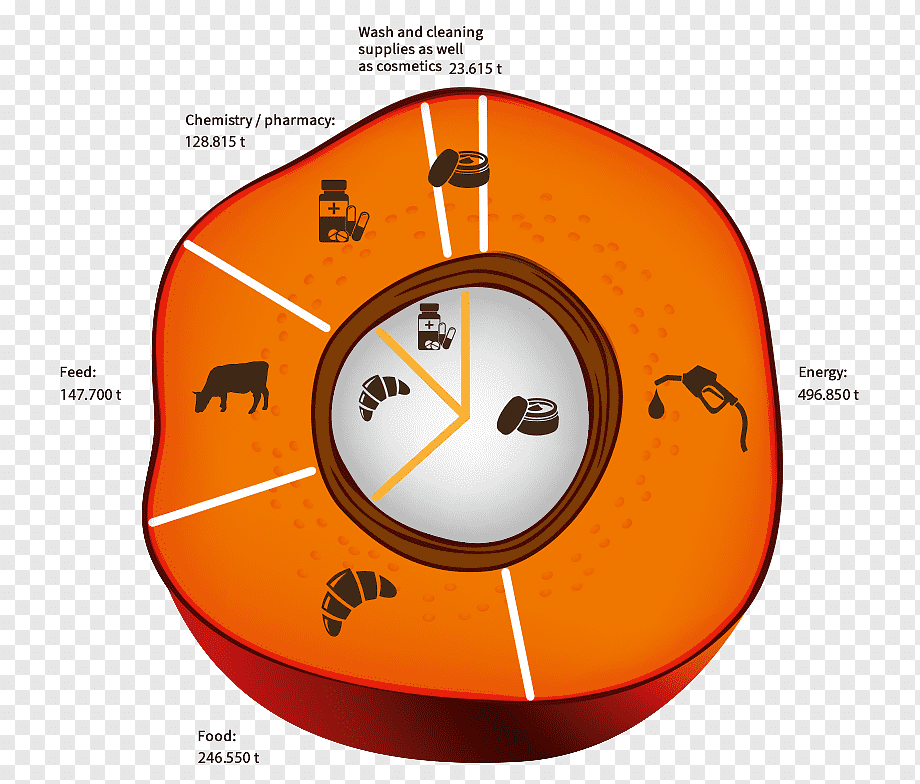 Wash and cleaning
supplies as well
as cosmetics 23.615 t
Chemistry / pharmacy:
128.815 t
Feed:
147.700 t
Energy:
496.850 t
Food:
246.550 t